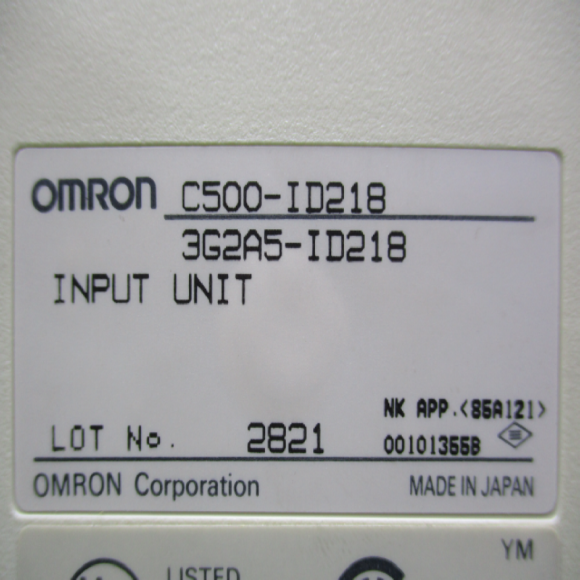 OMRON C500-ID218
3G2A5-ID218
INPUT UNIT
NK APP.<86A121>
LOT No. 2821 00101355B
OMRON Corporation MADE IN JAPAN
YM
LISTED